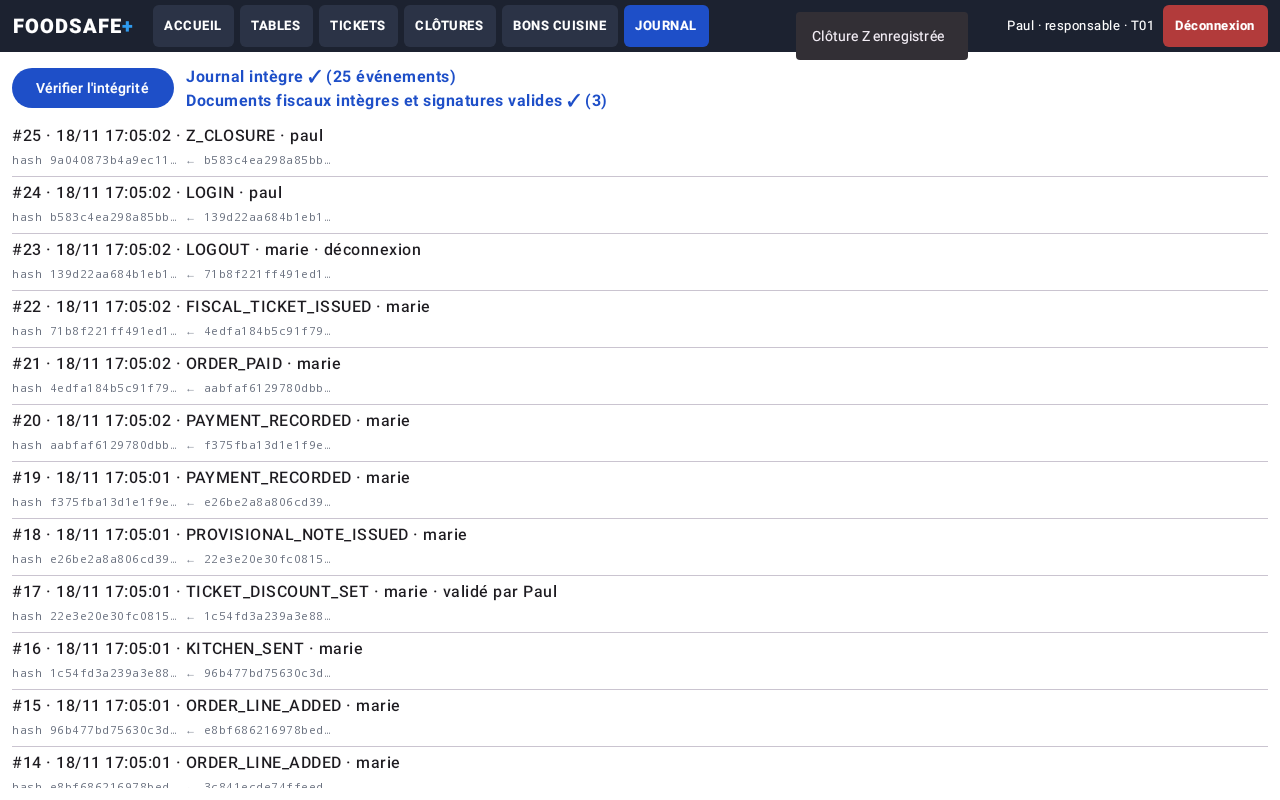 FOODSAFE+ ACCUEIL TABLES TICKETS CLÔTURES BONS CUISINE JOURNAL Paul · responsable · T01 Déconnexion
Clôture Z enregistrée
Vérifier l'intégrité
Journal intègre ✓ (25 événements)
Documents fiscaux intègres et signatures valides ✓ (3)
#25 · 18/11 17:05:02 · Z_CLOSURE · paul
hash 9a040873b4a9ec11… ← b583c4ea298a85bb…
#24 · 18/11 17:05:02 · LOGIN · paul
hash b583c4ea298a85bb… ← 139d22aa684b1eb1…
#23 · 18/11 17:05:02 · LOGOUT · marie · déconnexion
hash 139d22aa684b1eb1… ← 71b8f221ff491ed1…
#22 · 18/11 17:05:02 · FISCAL_TICKET_ISSUED · marie
hash 71b8f221ff491ed1… ← 4edfa184b5c91f79…
#21 · 18/11 17:05:02 · ORDER_PAID · marie
hash 4edfa184b5c91f79… ← aabfaf6129780dbb…
#20 · 18/11 17:05:02 · PAYMENT_RECORDED · marie
hash aabfaf6129780dbb… ← f375fba13d1e1f9e…
#19 · 18/11 17:05:01 · PAYMENT_RECORDED · marie
hash f375fba13d1e1f9e… ← e26be2a8a806cd39…
#18 · 18/11 17:05:01 · PROVISIONAL_NOTE_ISSUED · marie
hash e26be2a8a806cd39… ← 22e3e20e30fc0815…
#17 · 18/11 17:05:01 · TICKET_DISCOUNT_SET · marie · validé par Paul
hash 22e3e20e30fc0815… ← 1c54fd3a239a3e88…
#16 · 18/11 17:05:01 · KITCHEN_SENT · marie
hash 1c54fd3a239a3e88… ← 96b477bd75630c3d…
#15 · 18/11 17:05:01 · ORDER_LINE_ADDED · marie
hash 96b477bd75630c3d… ← e8bf686216978bed…
#14 · 18/11 17:05:01 · ORDER_LINE_ADDED · marie
hash e8bf686216978bed… ← 3c841ecde74ffeed…